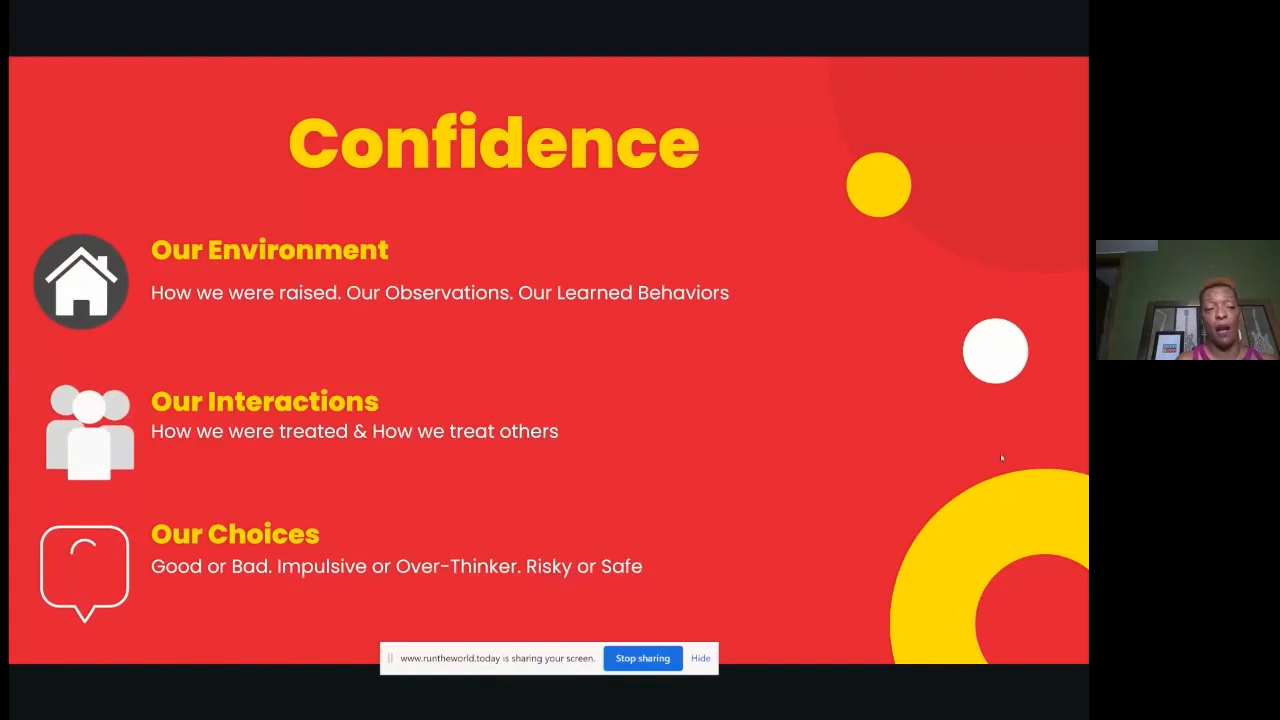 Confidence
Our Environment
How we were raised. Our Observations. Our Learned Behaviors
Our Interactions
How we were treated & How we treat others
Our Choices
Good or Bad. Impulsive or Over-Thinker. Risky or Safe
www.runtheworld.today is sharing your screen. Stop sharing Hide